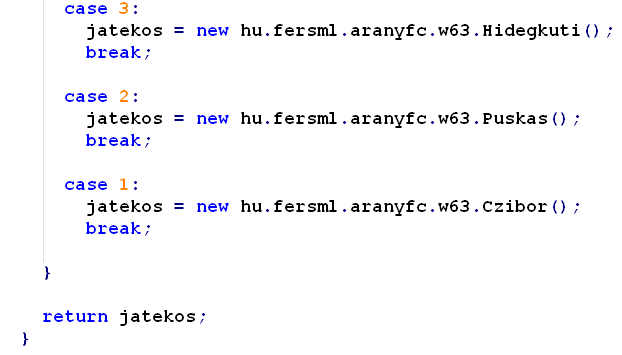 case 3:
jatekos = new hu.fersml.aranyfc.w63.Hidegkuti();
break;
case 2:
jatekos = new hu.fersml.aranyfc.w63.Puskas();
break;
case 1:
jatekos = new hu.fersml.aranyfc.w63.Czibor();
break;
}
return jatekos;
}